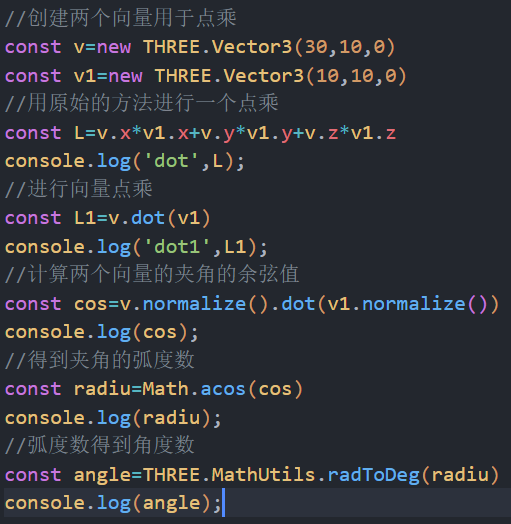 //创建两个向量用于点乘
const v=new THREE.Vector3(30,10,0)
const v1=new THREE.Vector3(10,10,0)
//用原始的方法进行一个点乘
const L=v.x*v1.x+v.y*v1.y+v.z*v1.z
console.log('dot',L);
//进行向量点乘
const L1=v.dot(v1)
console.log('dot1',L1);
//计算两个向量的夹角的余弦值
const cos=v.normalize().dot(v1.normalize())
console.log(cos);
//得到夹角的弧度数
const radiu=Math.acos(cos)
console.log(radiu);
//弧度数得到角度数
const angle=THREE.MathUtils.radToDeg(radiu)
console.log(angle);